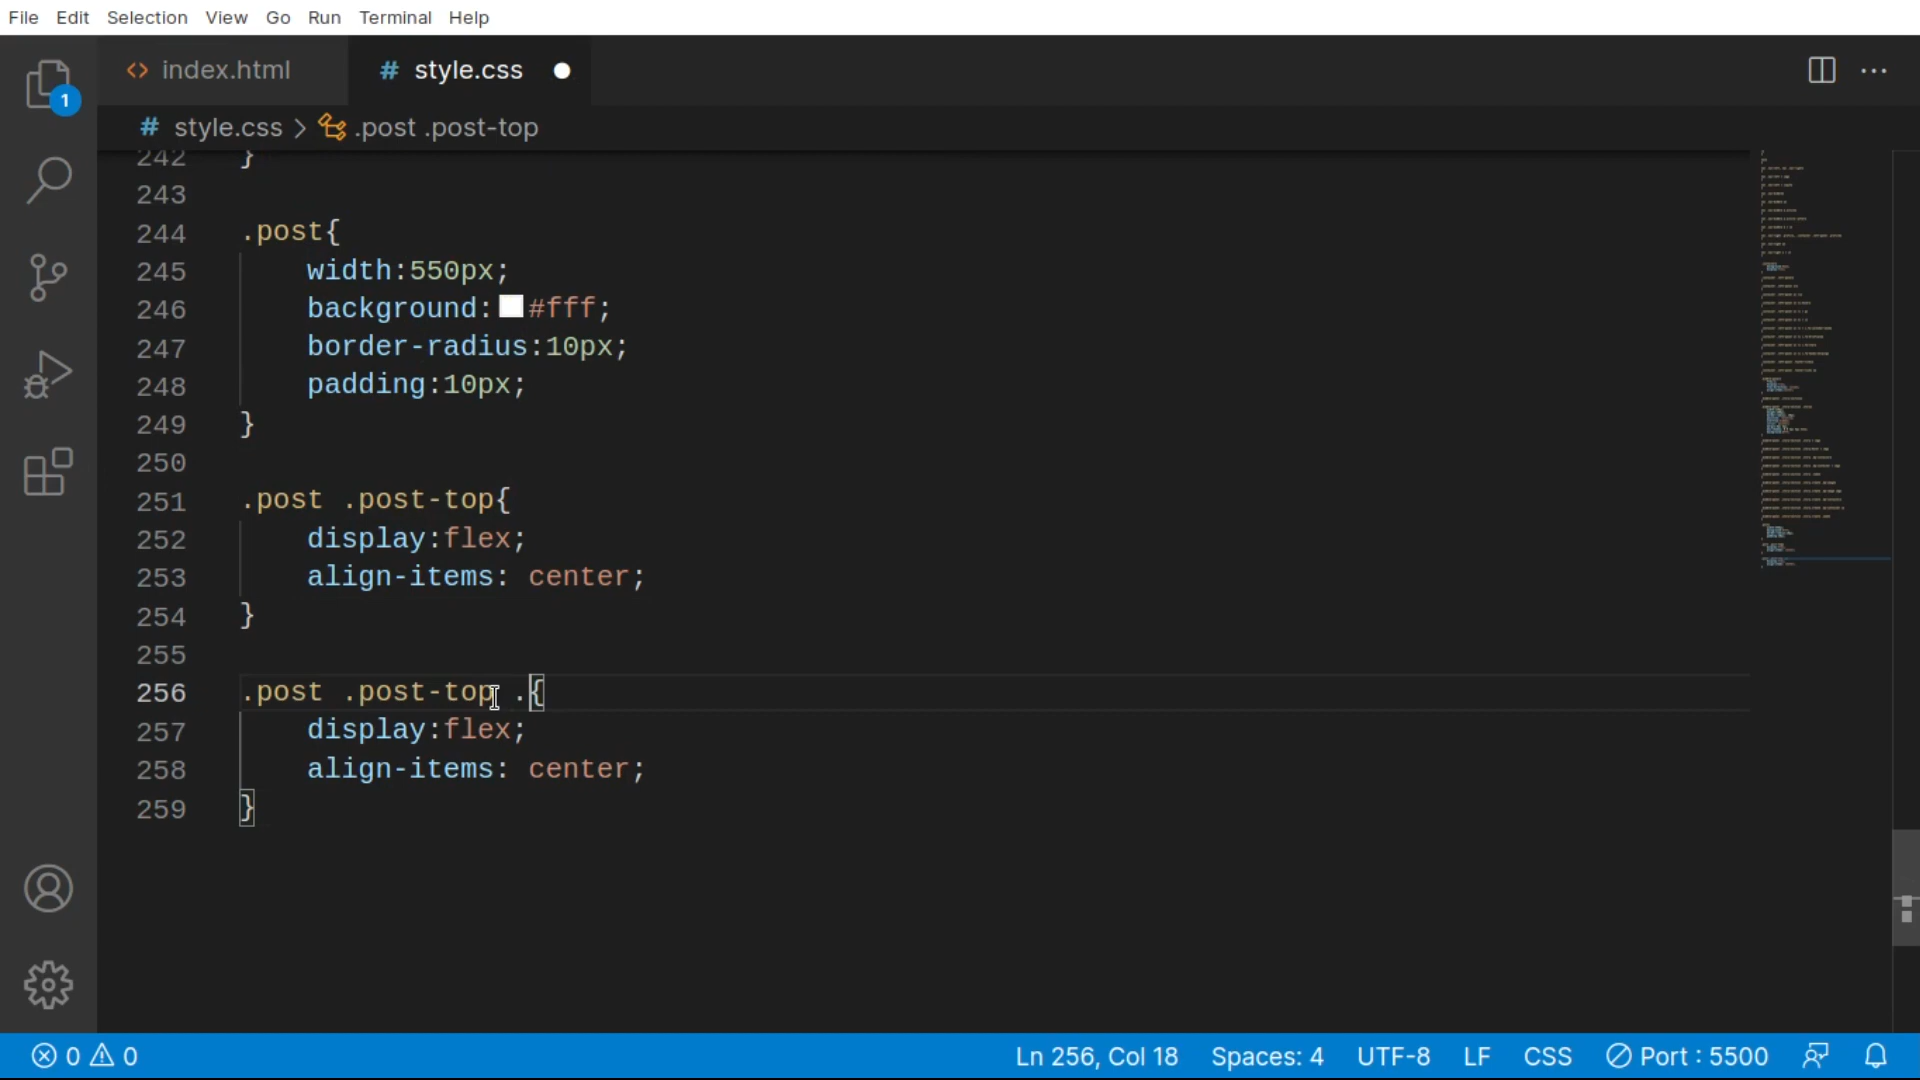 File Edit Selection View Go Run Terminal Help
1
<> index.html
# style.css
# style.css > .post .post-top
242 }
243
244 .post{
245 width:550px;
246 background:#fff;
247 border-radius:10px;
248 padding:10px;
249 }
250
251 .post .post-top{
252 display:flex;
253 align-items: center;
254 }
255
256 .post .post-top .{
257 display:flex;
258 align-items: center;
259 }
0 0 Ln 256, Col 18 Spaces: 4 UTF-8 LF CSS Port : 5500